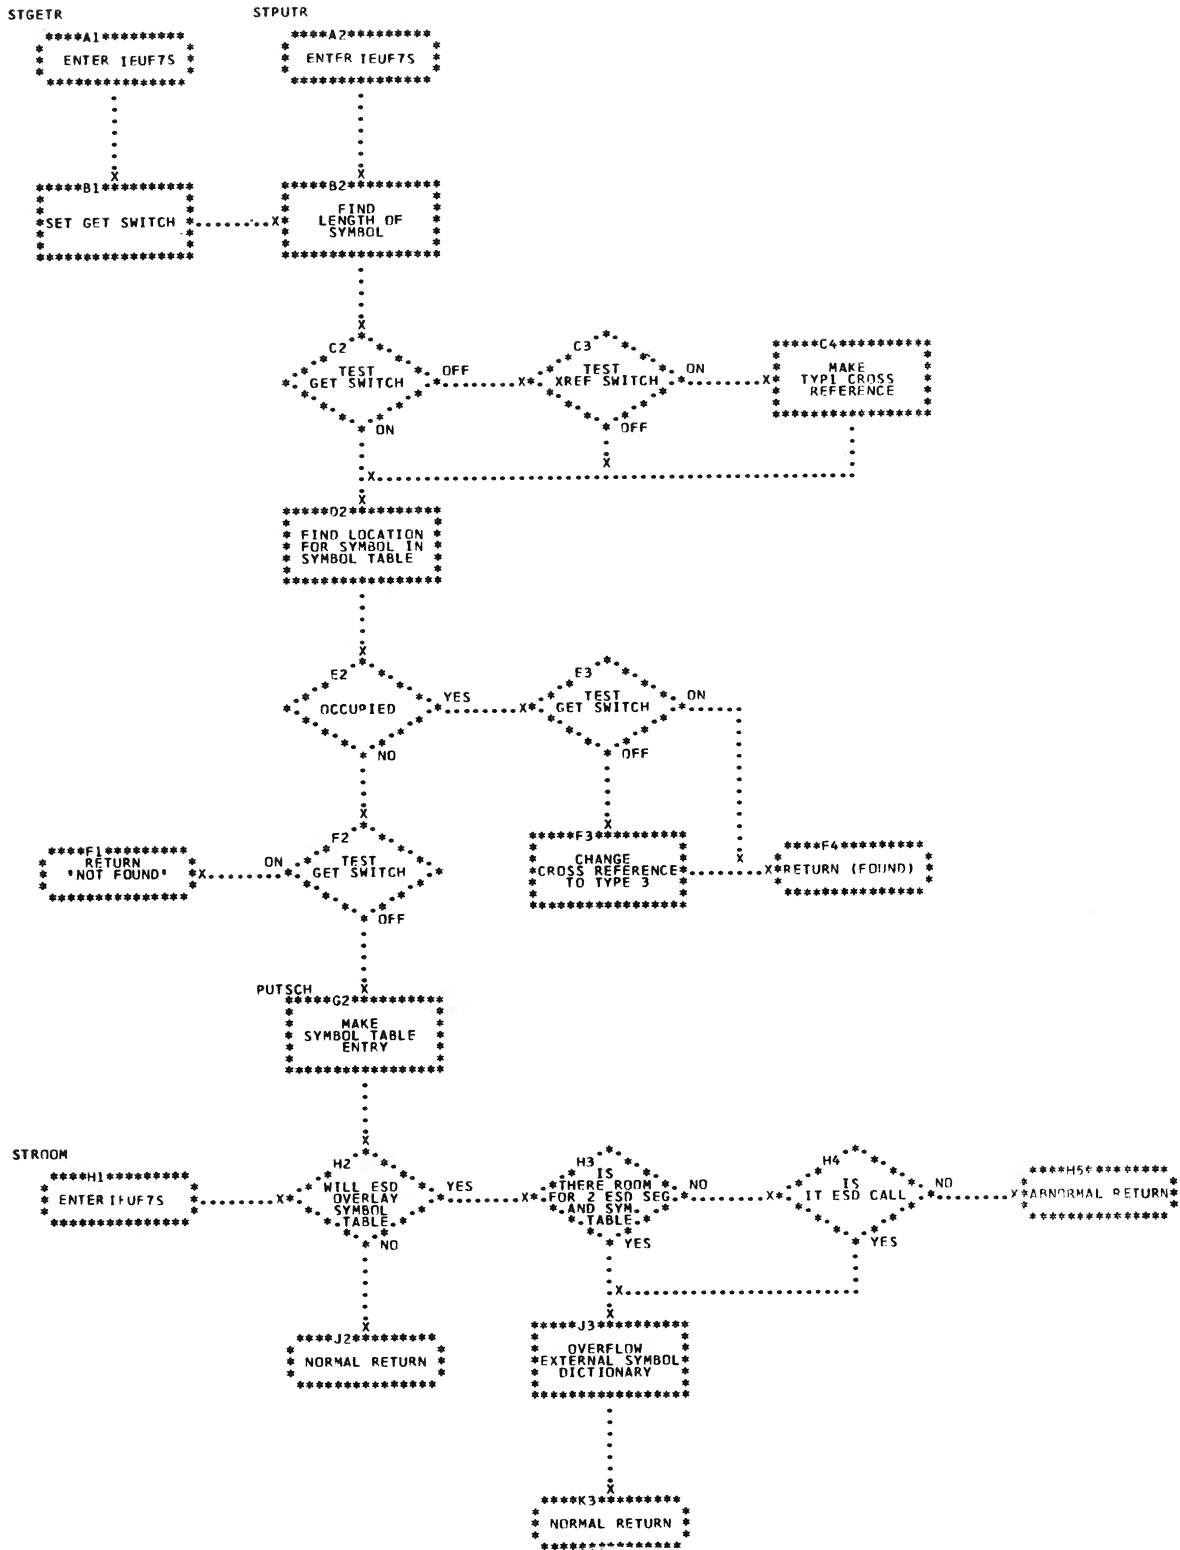 STGETR
STPUTR
A1
ENTER IEUF7S
A2
ENTER IEUF7S
B1
SET GET SWITCH
B2
FIND
LENGTH OF
SYMBOL
C2
TEST
GET SWITCH
OFF
ON
C3
TEST
XREF SWITCH
ON
OFF
C4
MAKE
TYP1 CROSS
REFERENCE
D2
FIND LOCATION
FOR SYMBOL IN
SYMBOL TABLE
E2
OCCUPIED
YES
NO
E3
TEST
GET SWITCH
ON
OFF
F1
RETURN
'NOT FOUND'
F2
TEST
GET SWITCH
ON
OFF
F3
CHANGE
CROSS REFERENCE
TO TYPE 3
F4
RETURN (FOUND)
PUTSCH
G2
MAKE
SYMBOL TABLE
ENTRY
STROOM
H1
ENTER IEUF7S
H2
WILL ESD
OVERLAY
SYMBOL
TABLE
YES
NO
H3
IS
THERE ROOM
FOR 2 ESD SEG
AND SYM.
TABLE
NO
YES
H4
IS
IT ESD CALL
NO
YES
H5
ABNORMAL RETURN
J2
NORMAL RETURN
J3
OVERFLOW
EXTERNAL SYMBOL
DICTIONARY
K3
NORMAL RETURN